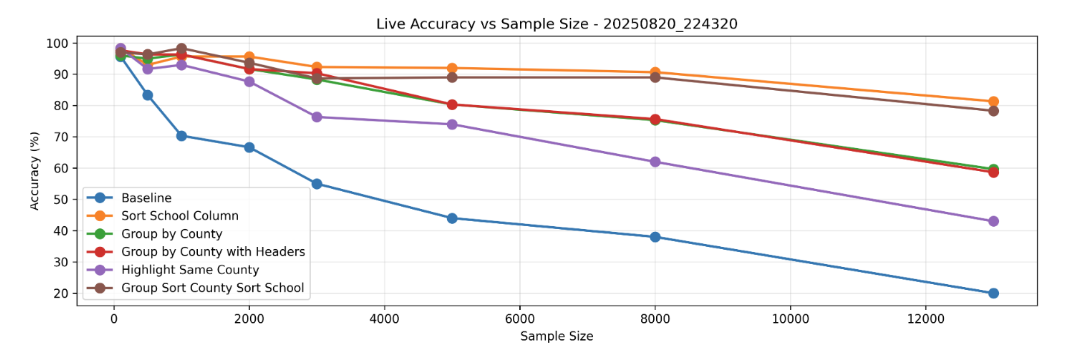 Live Accuracy vs Sample Size - 20250820_224320
Accuracy (%)
100
90
80
70
60
50
40
30
20
Baseline
Sort School Column
Group by County
Group by County with Headers
Highlight Same County
Group Sort County Sort School
0 2000 4000 6000 8000 10000 12000
Sample Size